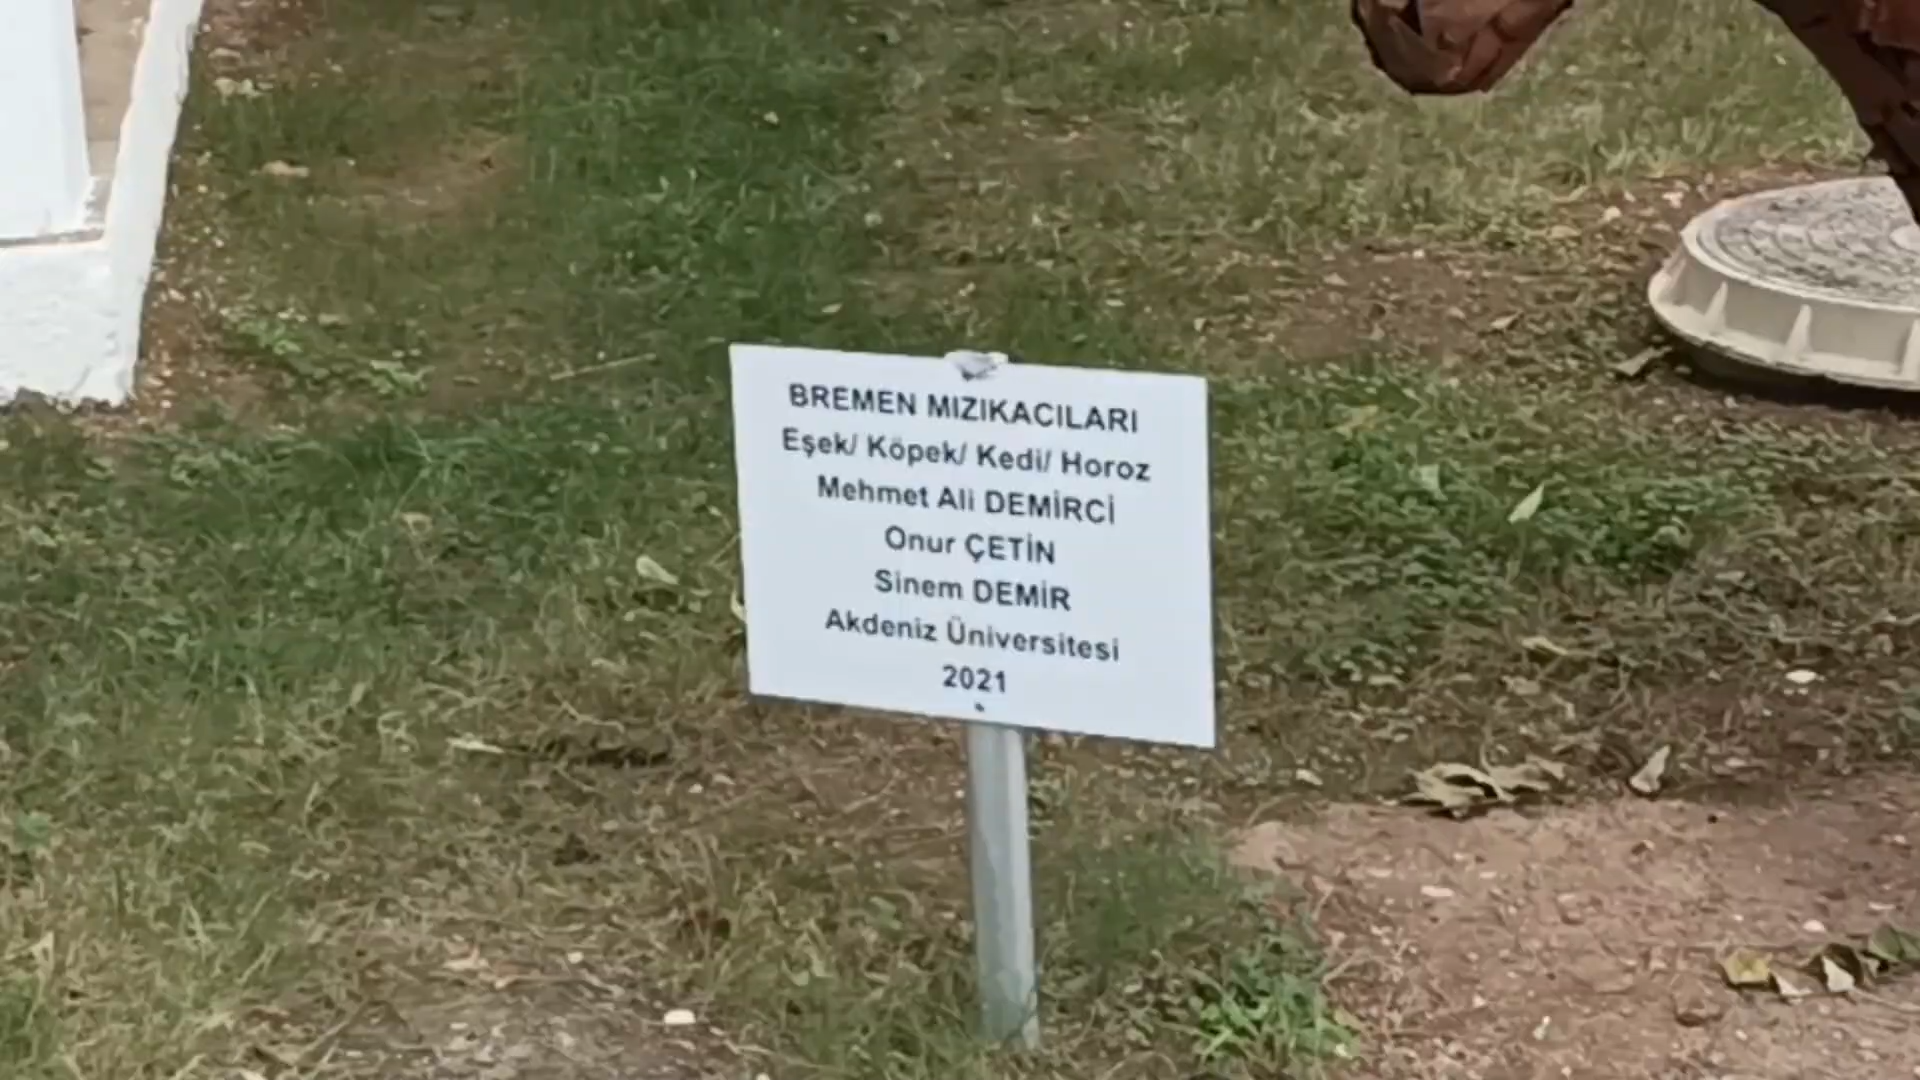 BREMEN MIZIKACILARI
Eşek/ Köpek/ Kedi/ Horoz
Mehmet Ali DEMİRCİ
Onur ÇETİN
Sinem DEMİR
Akdeniz Üniversitesi
2021